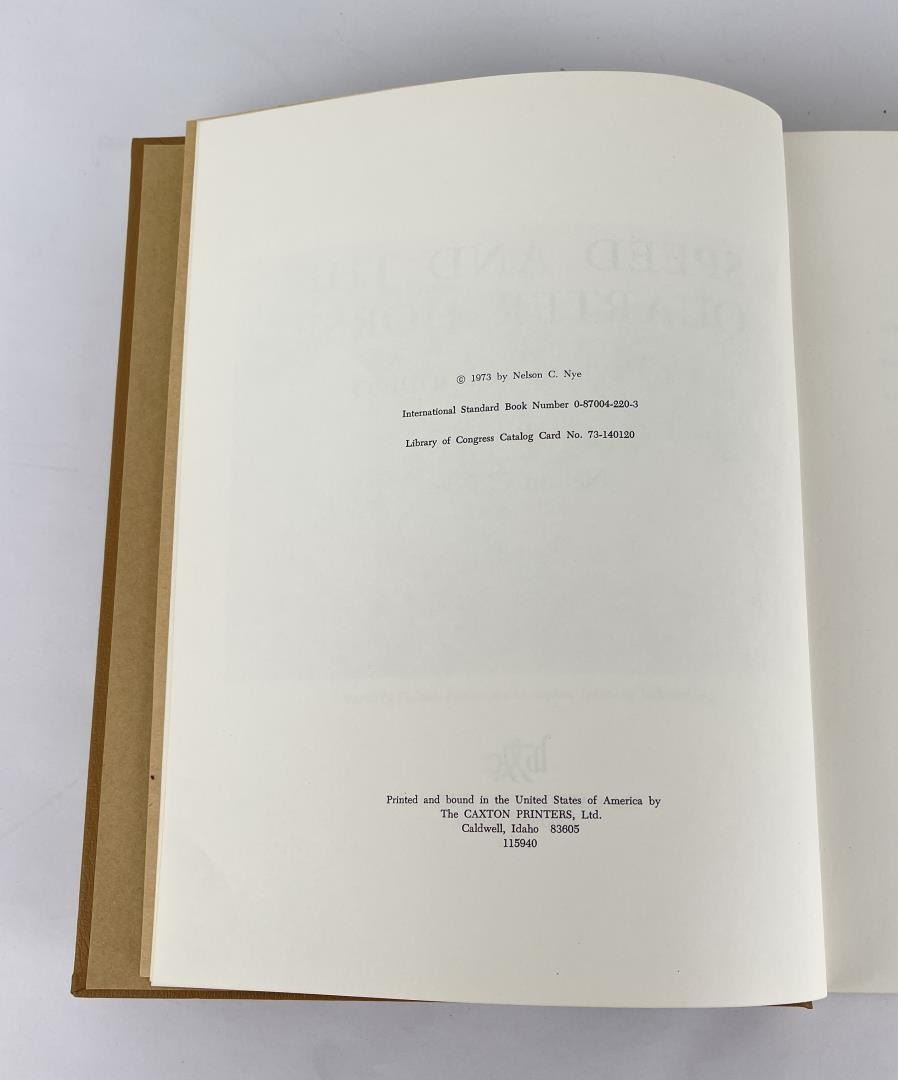 © 1973 by Nelson C. Nye
International Standard Book Number 0-87004-220-3
Library of Congress Catalog Card No. 73-140120
Printed and bound in the United States of America by
The CAXTON PRINTERS, Ltd.
Caldwell, Idaho 83605
115940